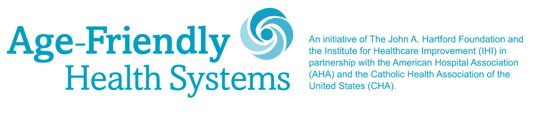 Age-Friendly
Health Systems
An initiative of The John A. Hartford Foundation and
the Institute for Healthcare Improvement (IHI) in
partnership with the American Hospital Association
(AHA) and the Catholic Health Association of the
United States (CHA).